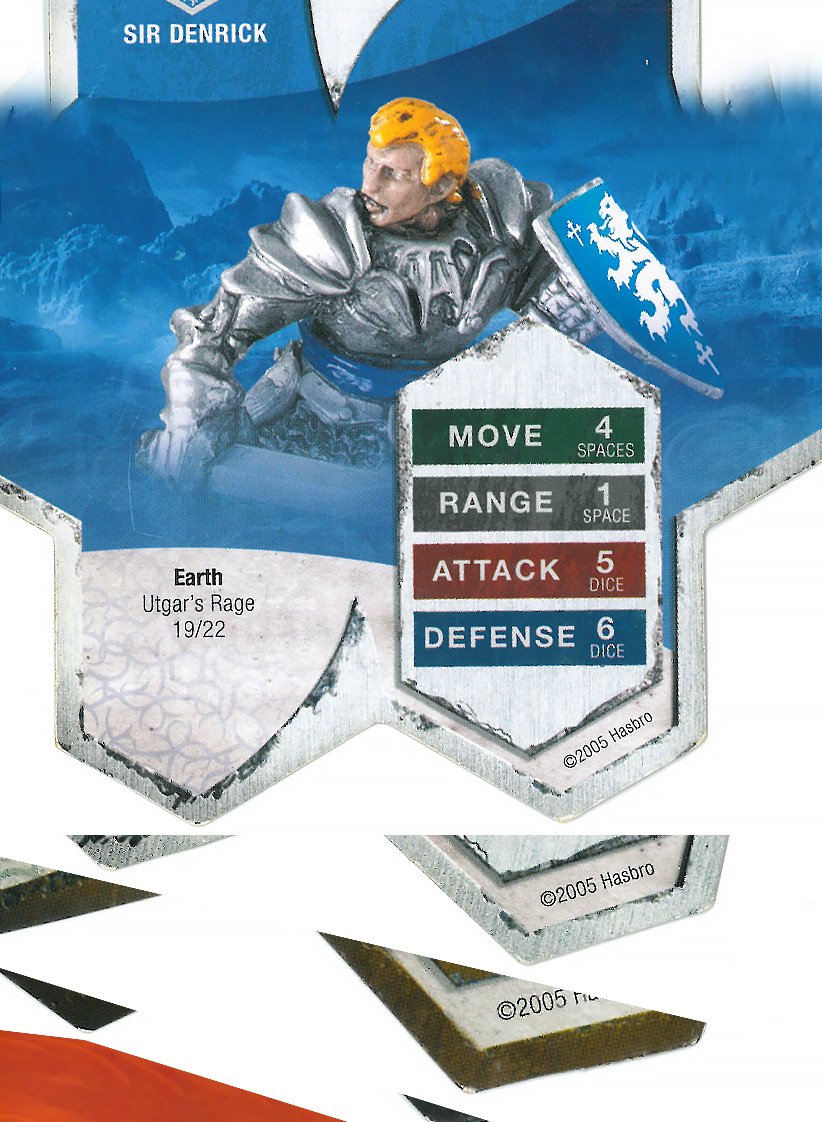 SIR DENRICK
MOVE 4
SPACES
RANGE 1
SPACE
ATTACK 5
DICE
DEFENSE 6
DICE
Earth
Utgar's Rage
19/22
©2005 Hasbro
©2005 Hasbro
©2005